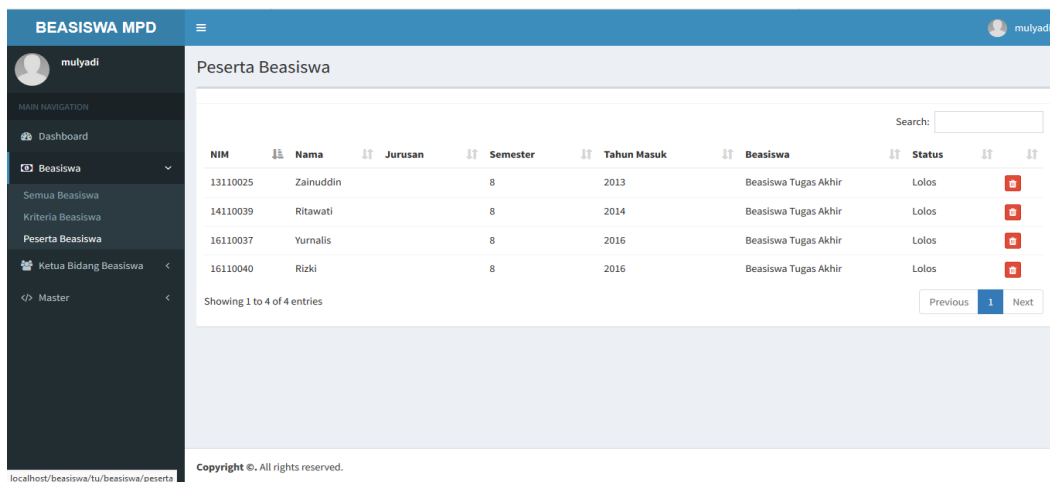 BEASISWA MPD
mulyadi
mulyadi
Peserta Beasiswa
MAIN NAVIGATION
Dashboard
Beasiswa
Semua Beasiswa
Kriteria Beasiswa
Peserta Beasiswa
Ketua Bidang Beasiswa
</> Master
Search:
NIM Nama Jurusan Semester Tahun Masuk Beasiswa Status
13110025 Zainuddin 8 2013 Beasiswa Tugas Akhir Lolos
14110039 Ritawati 8 2014 Beasiswa Tugas Akhir Lolos
16110037 Yurnalis 8 2016 Beasiswa Tugas Akhir Lolos
16110040 Rizki 8 2016 Beasiswa Tugas Akhir Lolos
Showing 1 to 4 of 4 entries
Previous 1 Next
Copyright ©. All rights reserved.
localhost/beasiswa/tu/beasiswa/peserta